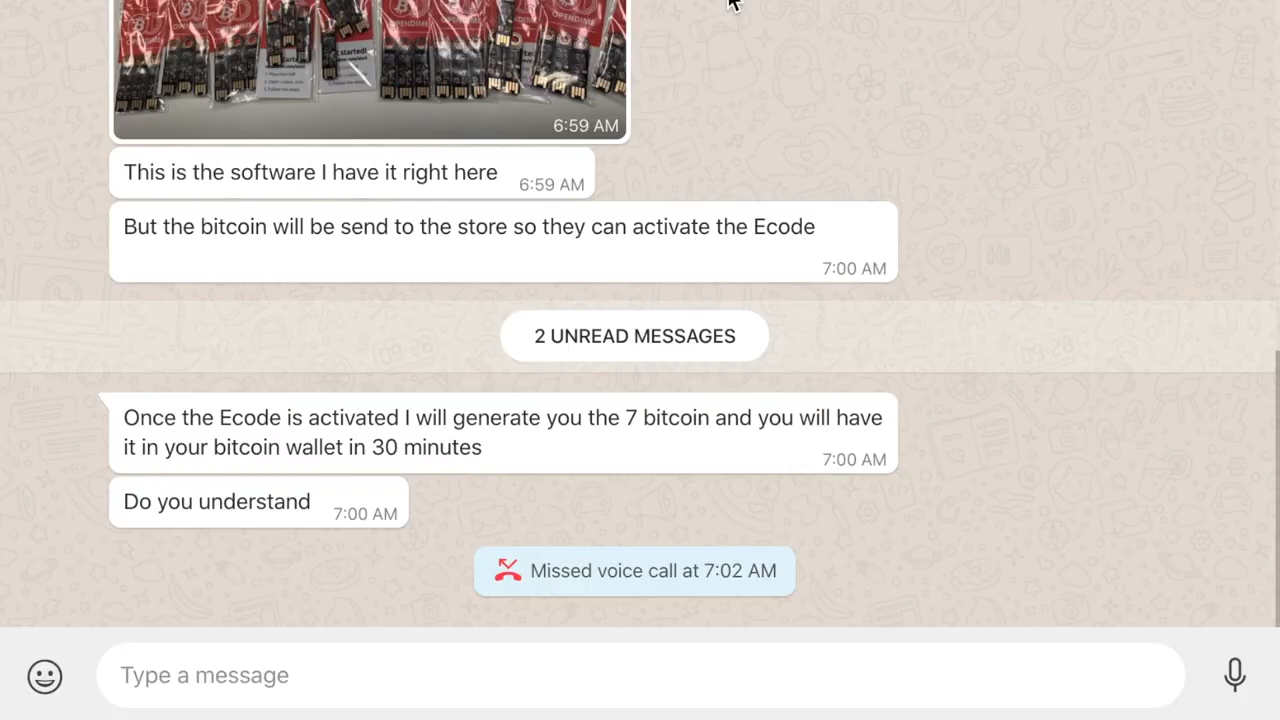 OPENDIME
OPENDIME
started!
6:59 AM
This is the software I have it right here
6:59 AM
But the bitcoin will be send to the store so they can activate the Ecode
7:00 AM
2 UNREAD MESSAGES
Once the Ecode is activated I will generate you the 7 bitcoin and you will have
it in your bitcoin wallet in 30 minutes
7:00 AM
Do you understand
7:00 AM
Missed voice call at 7:02 AM
Type a message